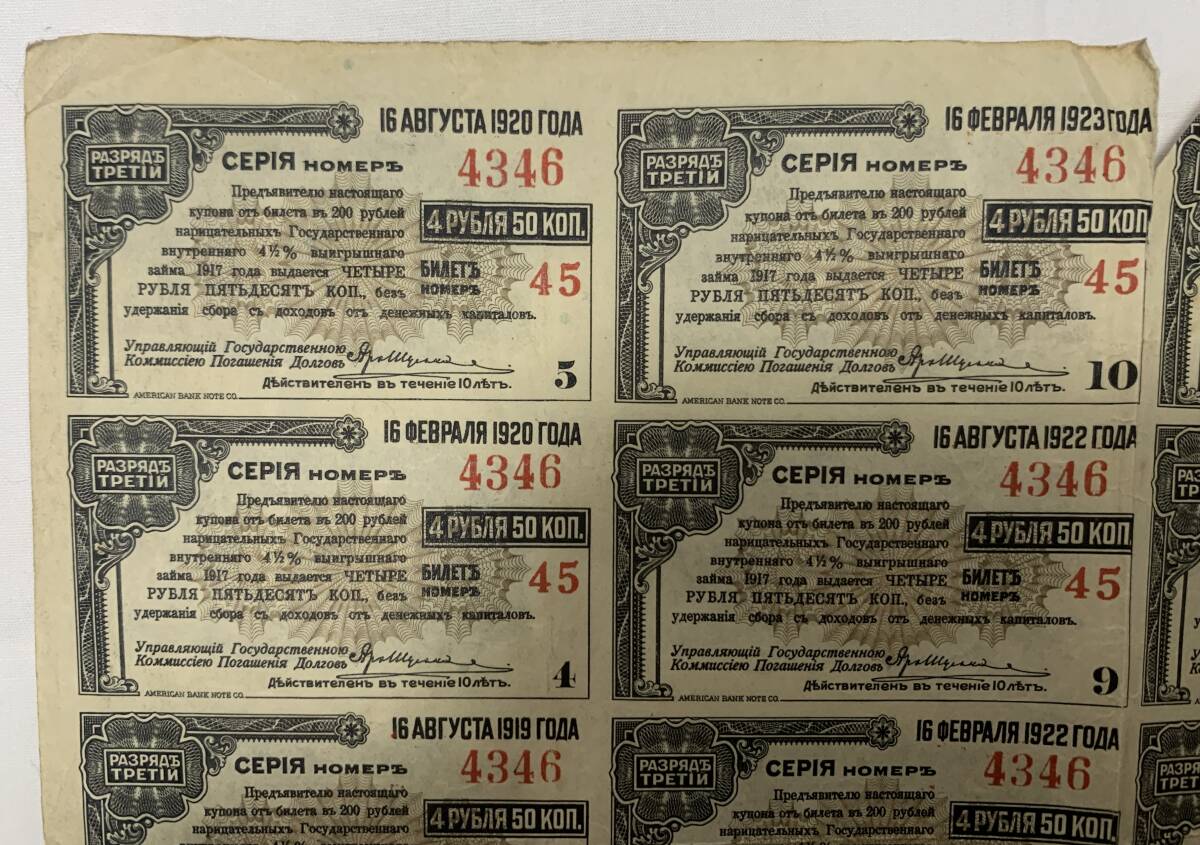 16 АВГУСТА 1920 ГОДА
РАЗРЯДЪ
ТРЕТІЙ
СЕРІЯ НОМЕРЪ 4346
Предъявителю настоящаго
купона отъ билета въ 200 рублей
нарицательныхъ Государственнаго
внутренняго 4½% выигрышнаго
займа 1917 года выдается ЧЕТЫРЕ
РУБЛЯ ПЯТЬДЕСЯТЪ КОП., безъ
удержанія сбора съ доходовъ отъ денежныхъ капиталовъ.
4 РУБЛЯ 50 КОП.
БИЛЕТЪ
НОМЕРЪ 45
Управляющій Государственною
Коммиссіею Погашенія Долговъ
Дѣйствителенъ въ теченіе 10 лѣтъ.
5
AMERICAN BANK NOTE CO.
16 ФЕВРАЛЯ 1923 ГОДА
РАЗРЯДЪ
ТРЕТІЙ
СЕРІЯ НОМЕРЪ 4346
Предъявителю настоящаго
купона отъ билета въ 200 рублей
нарицательныхъ Государственнаго
внутренняго 4½% выигрышнаго
займа 1917 года выдается ЧЕТЫРЕ
РУБЛЯ ПЯТЬДЕСЯТЪ КОП., безъ
удержанія сбора съ доходовъ отъ денежныхъ капиталовъ.
4 РУБЛЯ 50 КОП.
БИЛЕТЪ
НОМЕРЪ 45
Управляющій Государственною
Коммиссіею Погашенія Долговъ
Дѣйствителенъ въ теченіе 10 лѣтъ.
10
AMERICAN BANK NOTE CO.
16 ФЕВРАЛЯ 1920 ГОДА
РАЗРЯДЪ
ТРЕТІЙ
СЕРІЯ НОМЕРЪ 4346
Предъявителю настоящаго
купона отъ билета въ 200 рублей
нарицательныхъ Государственнаго
внутренняго 4½% выигрышнаго
займа 1917 года выдается ЧЕТЫРЕ
РУБЛЯ ПЯТЬДЕСЯТЪ КОП., безъ
удержанія сбора съ доходовъ отъ денежныхъ капиталовъ.
4 РУБЛЯ 50 КОП.
БИЛЕТЪ
НОМЕРЪ 45
Управляющій Государственною
Коммиссіею Погашенія Долговъ
Дѣйствителенъ въ теченіе 10 лѣтъ.
4
AMERICAN BANK NOTE CO.
16 АВГУСТА 1922 ГОДА
РАЗРЯДЪ
ТРЕТІЙ
СЕРІЯ НОМЕРЪ 4346
Предъявителю настоящаго
купона отъ билета въ 200 рублей
нарицательныхъ Государственнаго
внутренняго 4½% выигрышнаго
займа 1917 года выдается ЧЕТЫРЕ
РУБЛЯ ПЯТЬДЕСЯТЪ КОП., безъ
удержанія сбора съ доходовъ отъ денежныхъ капиталовъ.
4 РУБЛЯ 50 КОП.
БИЛЕТЪ
НОМЕРЪ 45
Управляющій Государственною
Коммиссіею Погашенія Долговъ
Дѣйствителенъ въ теченіе 10 лѣтъ.
9
AMERICAN BANK NOTE CO.
16 АВГУСТА 1919 ГОДА
РАЗРЯДЪ
ТРЕТІЙ
СЕРІЯ НОМЕРЪ 4346
Предъявителю настоящаго
купона отъ билета въ 200 рублей
нарицательныхъ Государственнаго
4 РУБЛЯ 50 КОП.
16 ФЕВРАЛЯ 1922 ГОДА
РАЗРЯДЪ
ТРЕТІЙ
СЕРІЯ НОМЕРЪ 4346
Предъявителю настоящаго
купона отъ билета въ 200 рублей
нарицательныхъ Государственнаго
4 РУБЛЯ 50 КОП.